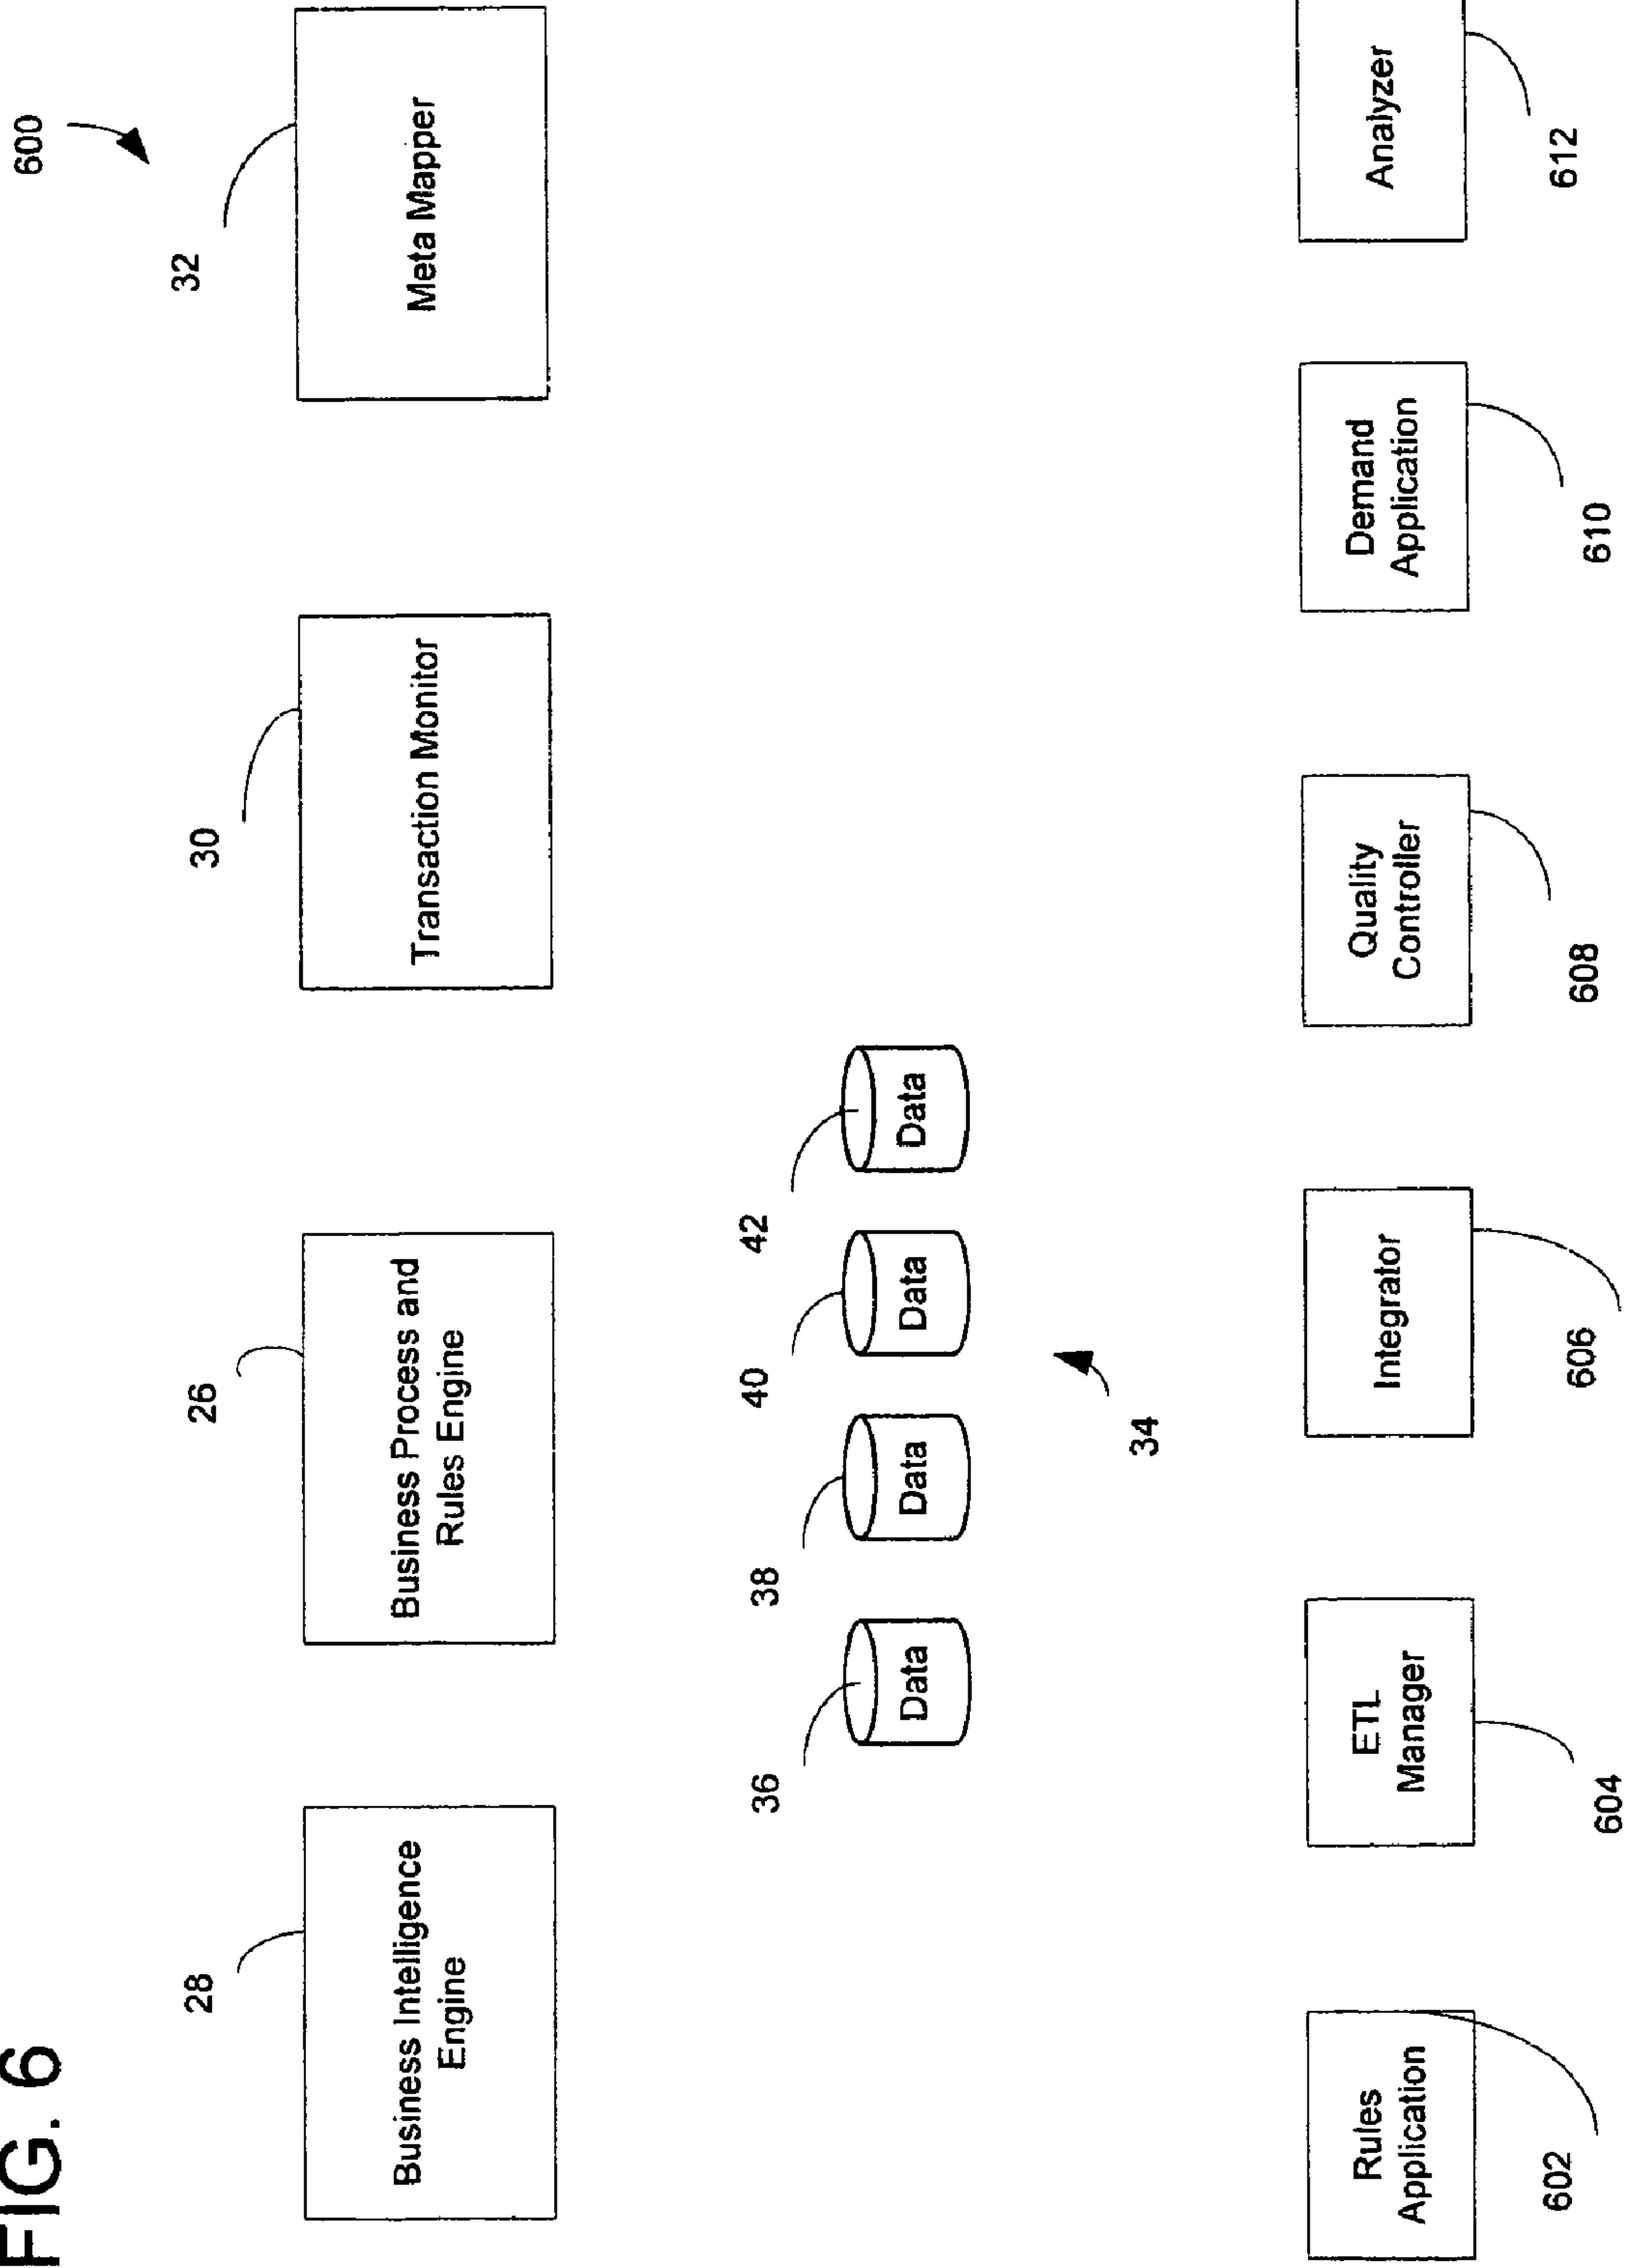 FIG. 6
600
28
26
30
32
Business Intelligence
Engine
Business Process and
Rules Engine
Transaction Monitor
Meta Mapper
36
38
40
42
Data
Data
Data
Data
34
Rules
Application
ETL
Manager
Integrator
Quality
Controller
Demand
Application
Analyzer
602
604
606
608
610
612